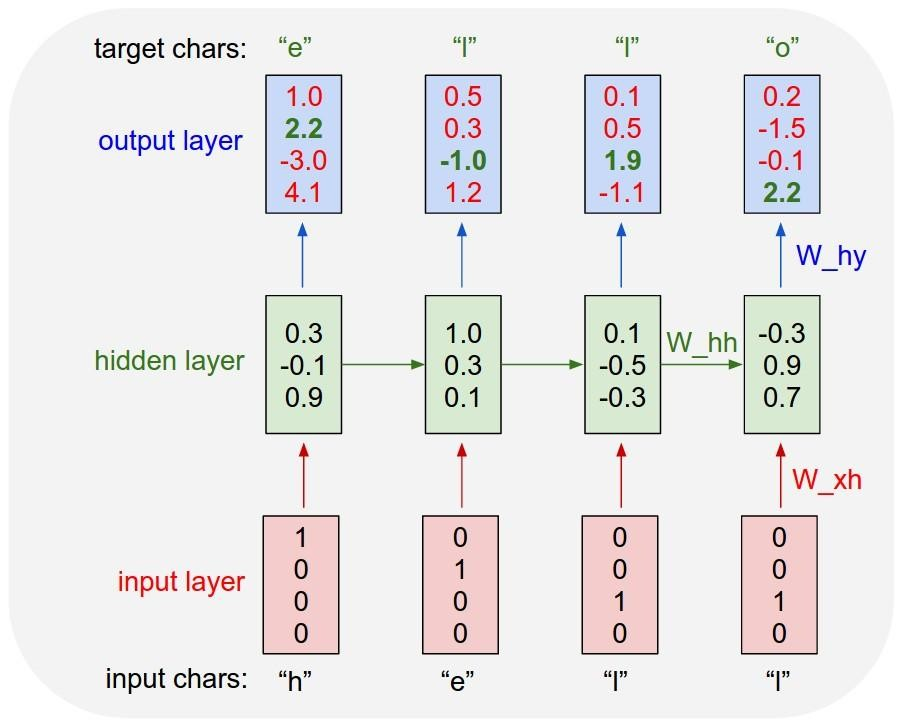 target chars: “e” “l” “l” “o”
output layer
1.0 0.5 0.1 0.2
2.2 0.3 0.5 -1.5
-3.0 -1.0 1.9 -0.1
4.1 1.2 -1.1 2.2
W_hy
hidden layer
0.3 1.0 0.1 -0.3
-0.1 0.3 -0.5 0.9
0.9 0.1 -0.3 0.7
W_hh
W_xh
input layer
1 0 0 0
0 1 0 0
0 0 1 1
0 0 0 0
input chars: “h” “e” “l” “l”